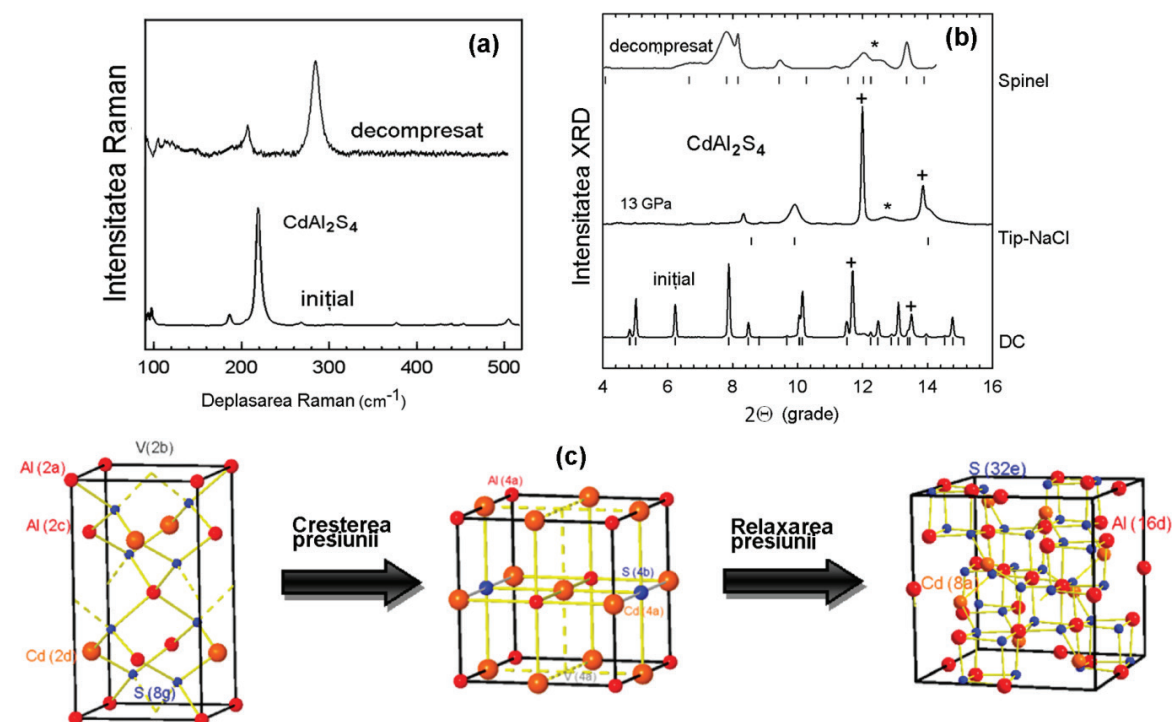 (a)
Intensitatea Raman
decompresat
CdAl2S4
inițial
100
200
300
400
500
Deplasarea Raman (cm-1)
(b)
Intensitatea XRD
decompresat
*
Spinel
+
CdAl2S4
+
13 GPa
*
Tip-NaCl
inițial
+
+
DC
4
6
8
10
12
14
16
2Θ (grade)
(c)
V(2b)
Al (2a)
Al (2c)
Cd (2d)
S (8g)
Cresterea
presiunii
Al (4a)
S (4b)
Cd (4a)
V (4a)
Relaxarea
presiunii
S (32e)
Al (16d)
Cd (8a